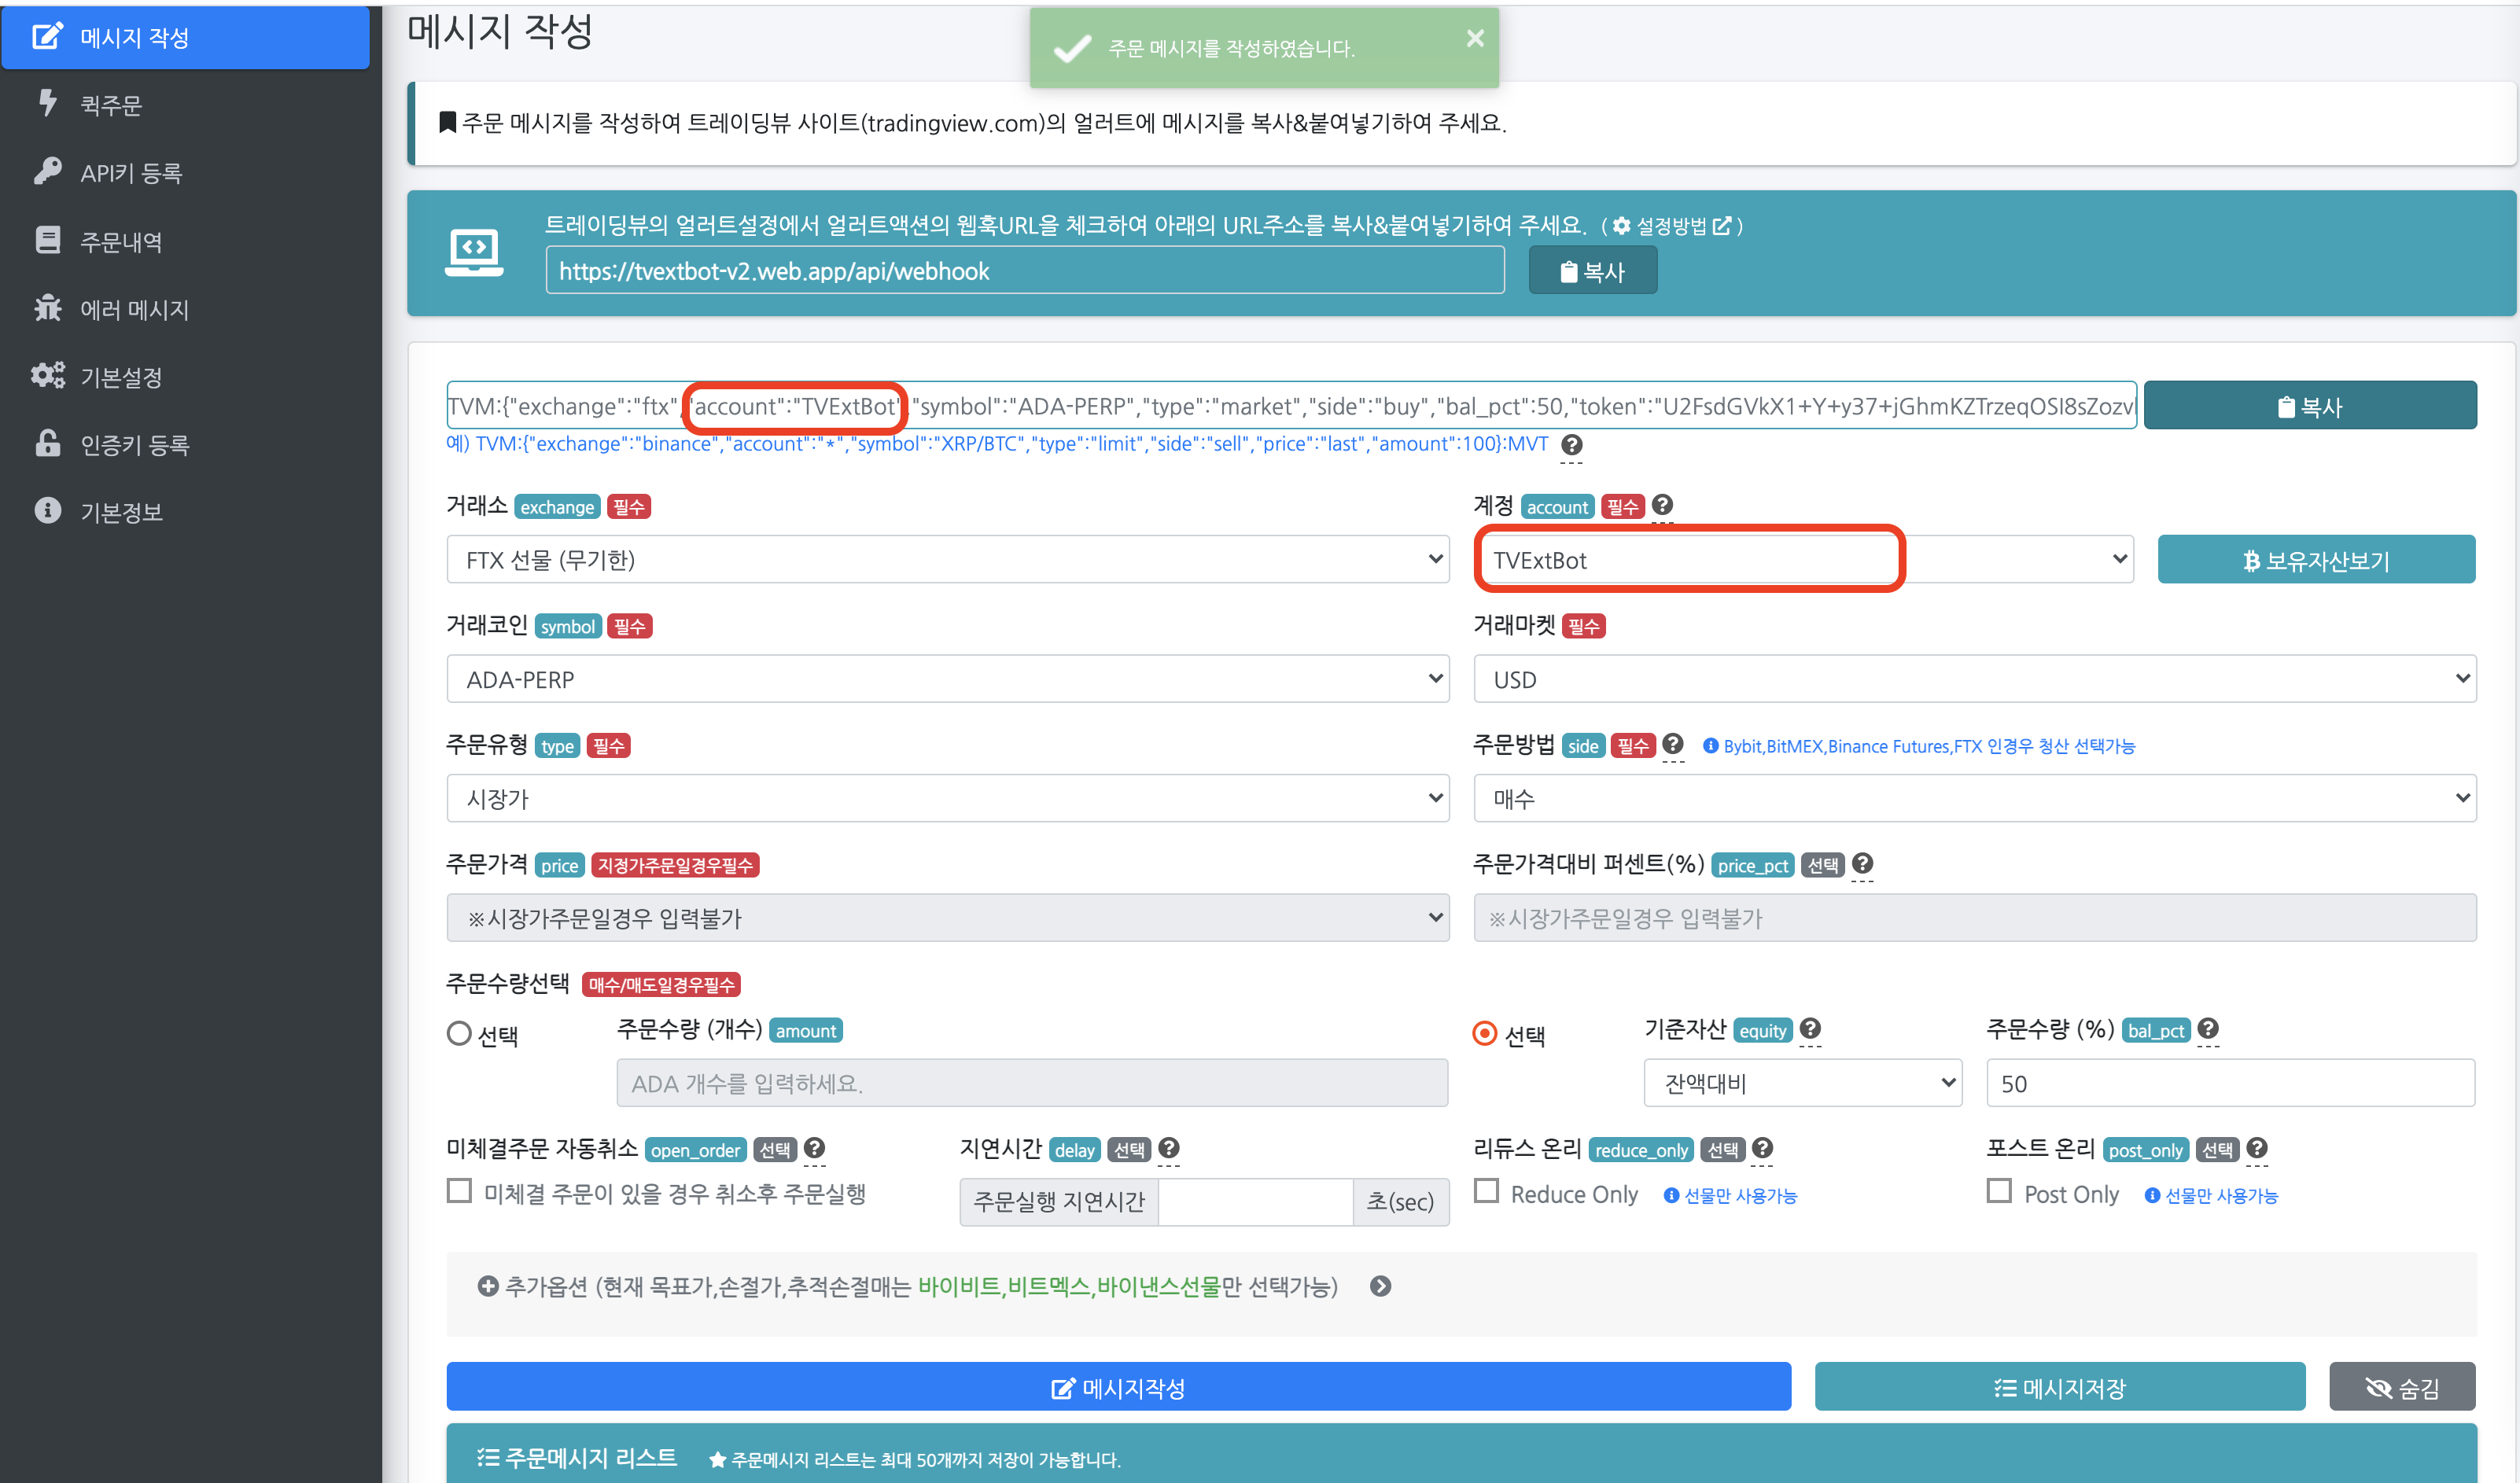 메시지 작성
퀵주문
API키 등록
주문내역
에러 메시지
기본설정
인증키 등록
기본정보
메시지 작성
주문 메시지를 작성하였습니다.
주문 메시지를 작성하여 트레이딩뷰 사이트(tradingview.com)의 얼러트에 메시지를 복사&붙여넣기하여 주세요.
트레이딩뷰의 얼러트설정에서 얼러트액션의 웹훅URL을 체크하여 아래의 URL주소를 복사&붙여넣기하여 주세요. ( 설정방법 )
https://tvextbot-v2.web.app/api/webhook 복사
TVM:{"exchange":"ftx","account":"TVExtBot","symbol":"ADA-PERP","type":"market","side":"buy","bal_pct":50,"token":"U2FsdGVkX1+Y+y37+jGhmKZTrzeqOSI8sZozvl 복사
예) TVM:{"exchange":"binance","account":"*","symbol":"XRP/BTC","type":"limit","side":"sell","price":"last","amount":100}:MVT
거래소 exchange 필수 계정 account 필수
FTX 선물 (무기한) TVExtBot 보유자산보기
거래코인 symbol 필수 거래마켓 필수
ADA-PERP USD
주문유형 type 필수 주문방법 side 필수 Bybit,BitMEX,Binance Futures,FTX 인경우 청산 선택가능
시장가 매수
주문가격 price 지정가주문일경우필수 주문가격대비 퍼센트(%) price_pct 선택
※시장가주문일경우 입력불가 ※시장가주문일경우 입력불가
주문수량선택 매수/매도일경우필수
선택 주문수량 (개수) amount 선택 기준자산 equity 주문수량 (%) bal_pct
ADA 개수를 입력하세요. 잔액대비 50
미체결주문 자동취소 open_order 선택 지연시간 delay 선택 리듀스 온리 reduce_only 선택 포스트 온리 post_only 선택
미체결 주문이 있을 경우 취소후 주문실행 주문실행 지연시간 초(sec) Reduce Only 선물만 사용가능 Post Only 선물만 사용가능
추가옵션 (현재 목표가,손절가,추적손절매는 바이비트,비트멕스,바이낸스선물만 선택가능)
메시지작성 메시지저장 숨김
주문메시지 리스트 ★ 주문메시지 리스트는 최대 50개까지 저장이 가능합니다.